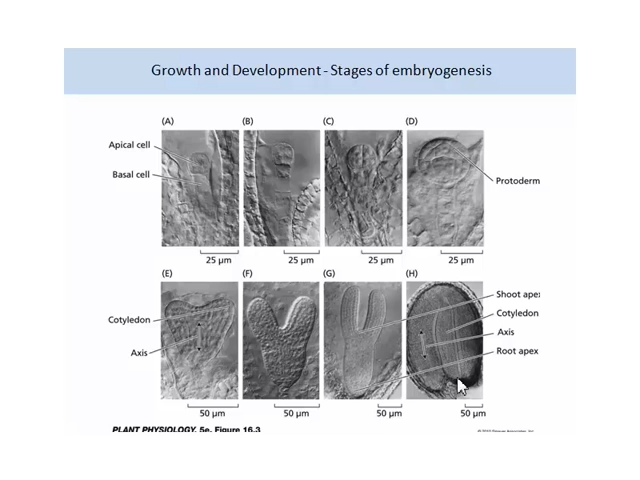 Growth and Development - Stages of embryogenesis
(A) (B) (C) (D)
Apical cell
Basal cell
Protoderm
25 µm 25 µm 25 µm 25 µm
(E) (F) (G) (H)
Shoot apex
Cotyledon
Cotyledon
Axis
Axis
Root apex
50 µm 50 µm 50 µm 50 µm
PLANT PHYSIOLOGY, 5e, Figure 16.3